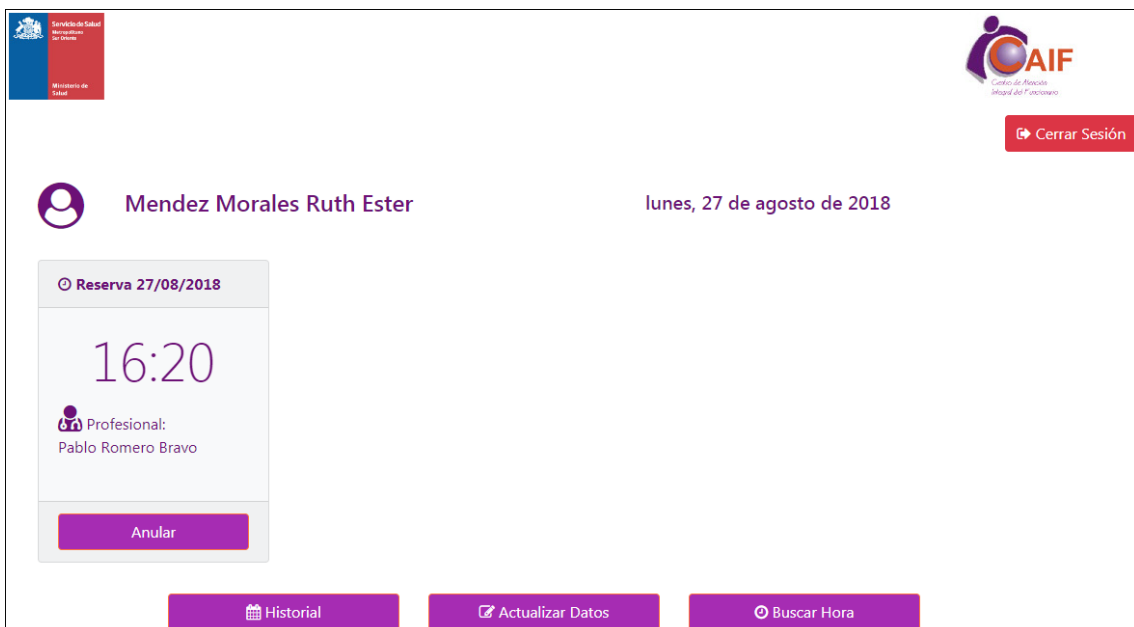 Servicio de Salud
Metropolitano
Sur Oriente
Ministerio de
Salud
CAIF
Centro de Atención
Integral del Funcionario
Cerrar Sesión
Mendez Morales Ruth Ester
lunes, 27 de agosto de 2018
Reserva 27/08/2018
16:20
Profesional:
Pablo Romero Bravo
Anular
Historial
Actualizar Datos
Buscar Hora